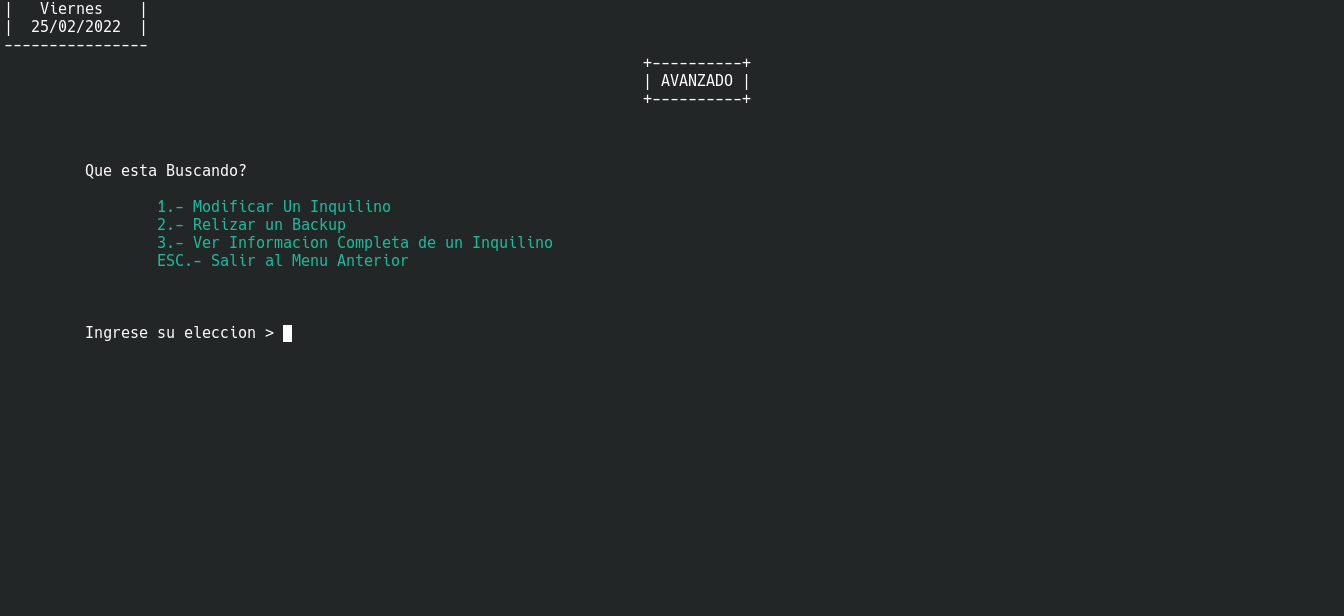 |   Viernes    |
|  25/02/2022  |
----------------
+----------+
| AVANZADO |
+----------+
Que esta Buscando?
1.- Modificar Un Inquilino
2.- Relizar un Backup
3.- Ver Informacion Completa de un Inquilino
ESC.- Salir al Menu Anterior
Ingrese su eleccion >